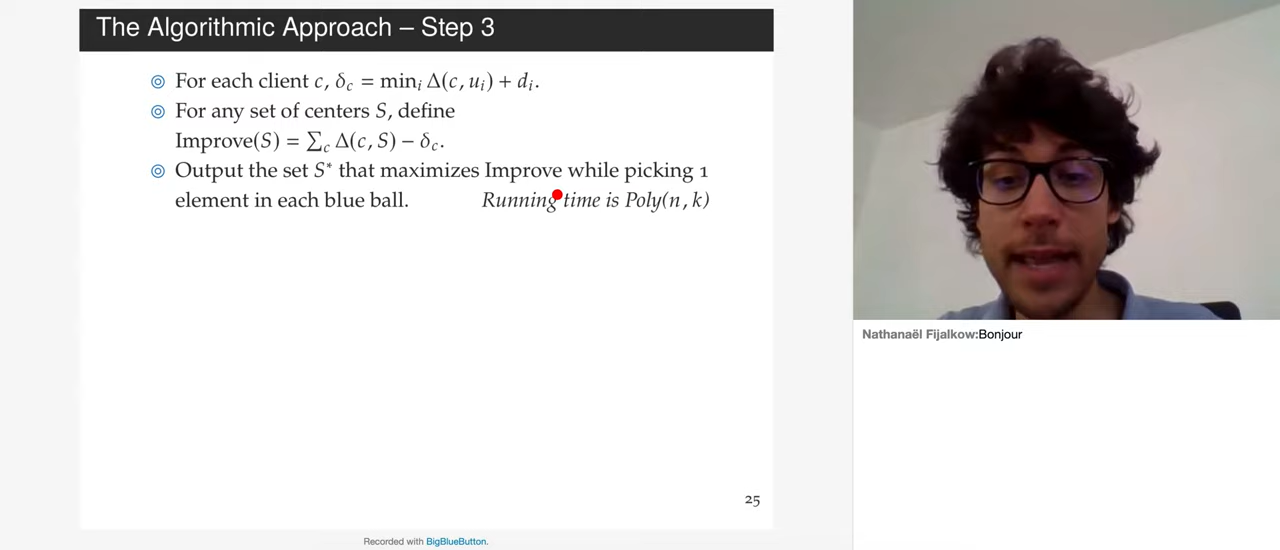 The Algorithmic Approach – Step 3
◎ For each client c, δ_c = min_i Δ(c, u_i) + d_i.
◎ For any set of centers S, define
Improve(S) = ∑_c Δ(c, S) − δ_c.
◎ Output the set S* that maximizes Improve while picking 1
element in each blue ball. Running time is Poly(n, k)
25
Recorded with BigBlueButton.
Nathanaël Fijalkow:Bonjour